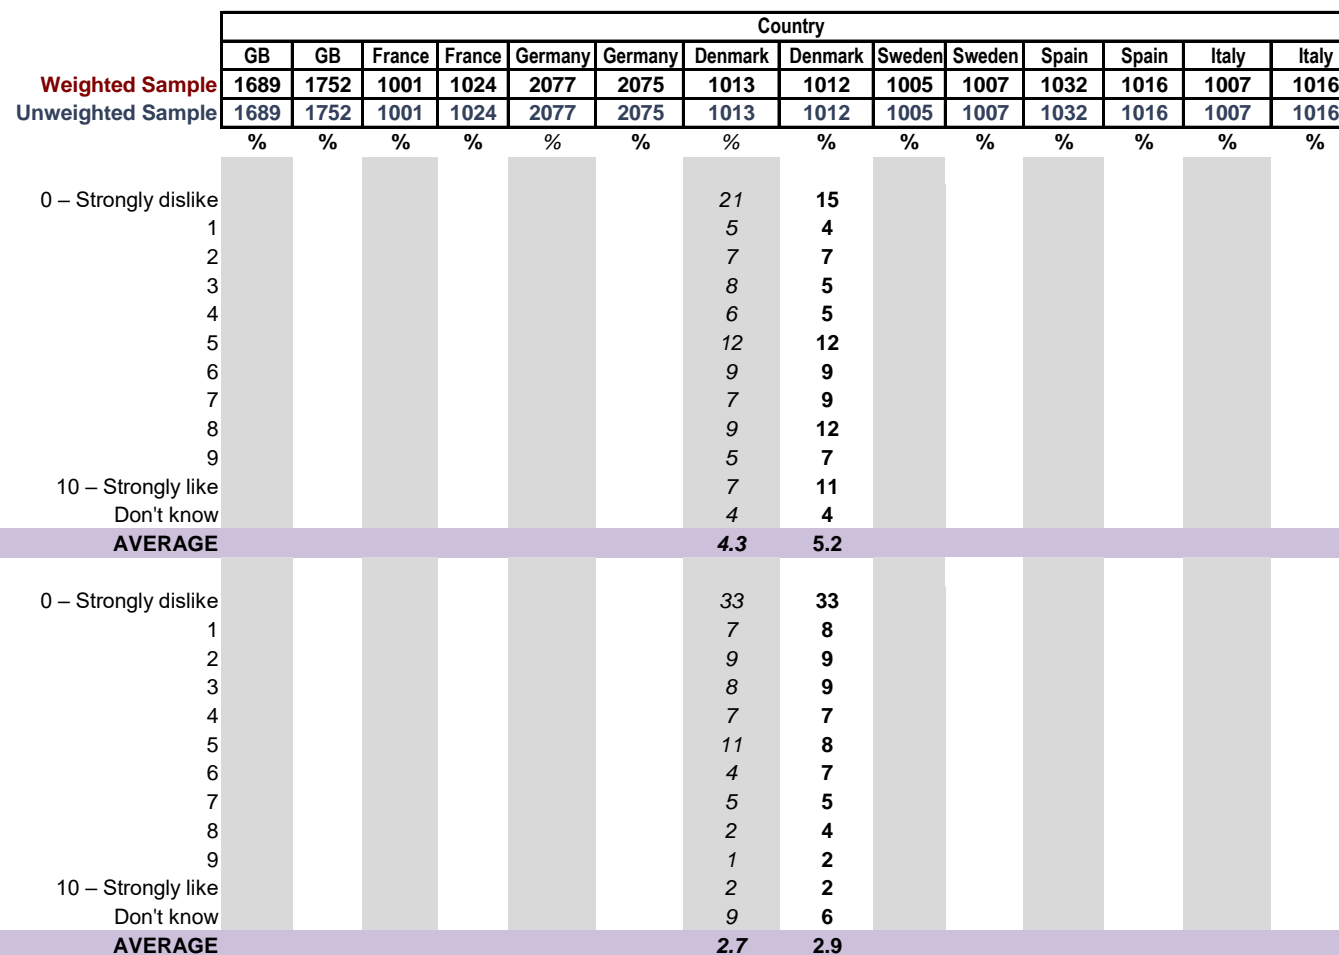 Country
GB GB France France Germany Germany Denmark Denmark Sweden Sweden Spain Spain Italy Italy
Weighted Sample 1689 1752 1001 1024 2077 2075 1013 1012 1005 1007 1032 1016 1007 1016
Unweighted Sample 1689 1752 1001 1024 2077 2075 1013 1012 1005 1007 1032 1016 1007 1016
% % % % % % % % % % % % % %
0 – Strongly dislike 21 15
1 5 4
2 7 7
3 8 5
4 6 5
5 12 12
6 9 9
7 7 9
8 9 12
9 5 7
10 – Strongly like 7 11
Don't know 4 4
AVERAGE 4.3 5.2
0 – Strongly dislike 33 33
1 7 8
2 9 9
3 8 9
4 7 7
5 11 8
6 4 7
7 5 5
8 2 4
9 1 2
10 – Strongly like 2 2
Don't know 9 6
AVERAGE 2.7 2.9